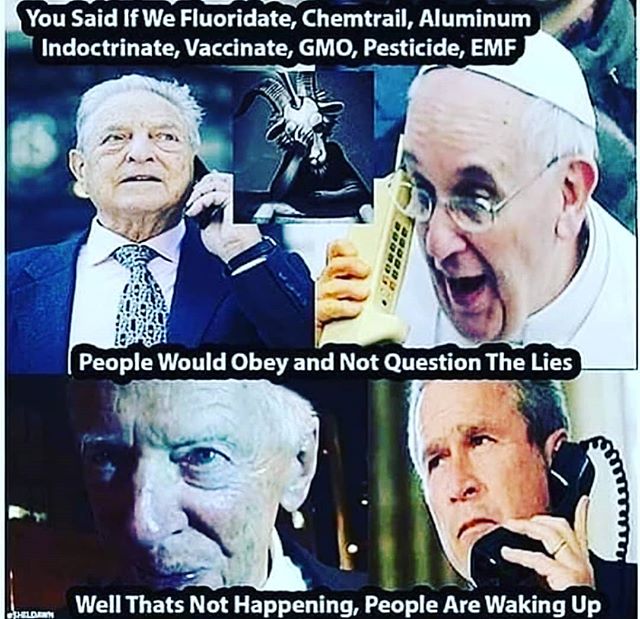 You Said If We Fluoridate, Chemtrail, Aluminum
Indoctrinate, Vaccinate, GMO, Pesticide, EMF
People Would Obey and Not Question The Lies
Well Thats Not Happening, People Are Waking Up